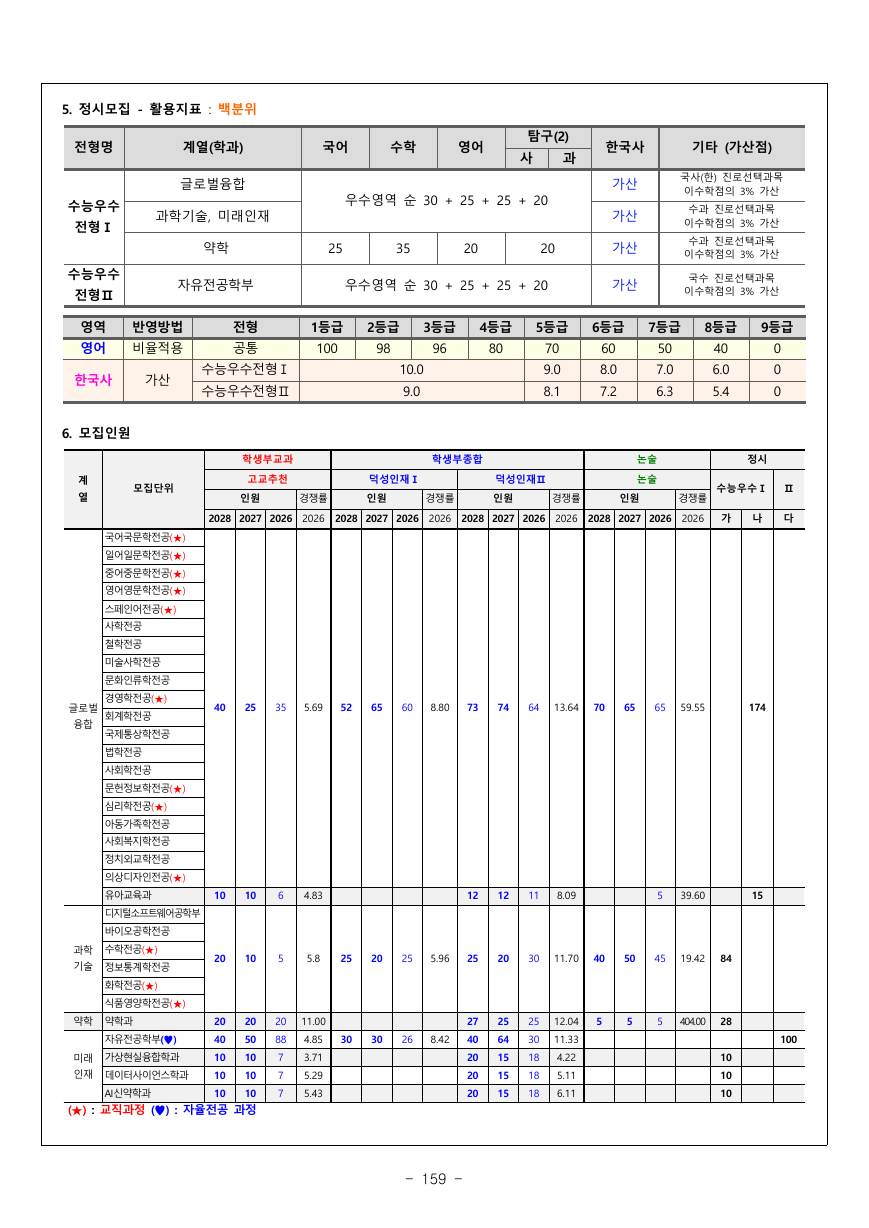 5. 정시모집 - 활용지표 : 백분위
전형명 계열(학과) 국어 수학 영어 탐구(2) 한국사 기타 (가산점)
사 과
수능우수 전형Ⅰ 글로벌융합 우수영역 순 30 + 25 + 25 + 20 가산 국사(한) 진로선택과목 이수학점의 3% 가산
과학기술, 미래인재 가산 수과 진로선택과목 이수학점의 3% 가산
약학 25 35 20 20 가산 수과 진로선택과목 이수학점의 3% 가산
수능우수 전형Ⅱ 자유전공학부 우수영역 순 30 + 25 + 25 + 20 가산 국수 진로선택과목 이수학점의 3% 가산
영역 반영방법 전형 1등급 2등급 3등급 4등급 5등급 6등급 7등급 8등급 9등급
영어 비율적용 공통 100 98 96 80 70 60 50 40 0
한국사 가산 수능우수전형Ⅰ 10.0 9.0 8.0 7.0 6.0 0
수능우수전형Ⅱ 9.0 8.1 7.2 6.3 5.4 0
6. 모집인원
계열 모집단위 학생부교과 학생부종합 논술 정시
고교추천 덕성인재Ⅰ 덕성인재Ⅱ 논술 수능우수Ⅰ Ⅱ
인원 경쟁률 인원 경쟁률 인원 경쟁률 인원 경쟁률
2028 2027 2026 2026 2028 2027 2026 2026 2028 2027 2026 2026 2028 2027 2026 2026 가 나 다
국어국문학전공(★)
일어일문학전공(★)
중어중문학전공(★)
영어영문학전공(★)
스페인어전공(★)
사학전공
철학전공
미술사학전공
문화인류학전공
경영학전공(★)
글로벌융합 40 25 35 5.69 52 65 60 8.80 73 74 64 13.64 70 65 65 59.55 174
회계학전공
국제통상학전공
법학전공
사회학전공
문헌정보학전공(★)
심리학전공(★)
아동가족학전공
사회복지학전공
정치외교학전공
의상디자인전공(★)
유아교육과 10 10 6 4.83 12 12 11 8.09 5 39.60 15
디지털소프트웨어공학부
바이오공학전공
수학전공(★)
과학기술 20 10 5 5.8 25 20 25 5.96 25 20 30 11.70 40 50 45 19.42 84
정보통계학전공
화학전공(★)
식품영양학전공(★)
약학 약학과 20 20 20 11.00 27 25 25 12.04 5 5 5 404.00 28
미래인재 자유전공학부(♥) 40 50 88 4.85 30 30 26 8.42 40 64 30 11.33 100
가상현실융합학과 10 10 7 3.71 20 15 18 4.22 10
데이터사이언스학과 10 10 7 5.29 20 15 18 5.11 10
AI신약학과 10 10 7 5.43 20 15 18 6.11 10
(★) : 교직과정 (♥) : 자율전공 과정
- 159 -